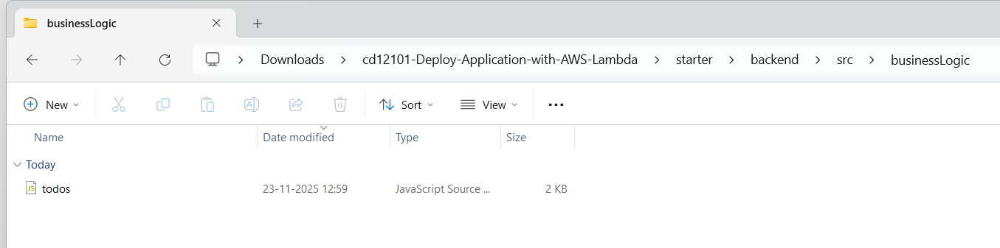 businessLogic
Downloads > cd12101-Deploy-Application-with-AWS-Lambda > starter > backend > src > businessLogic
New Sort View
Name Date modified Type Size
Today
JS todos 23-11-2025 12:59 JavaScript Source ... 2 KB